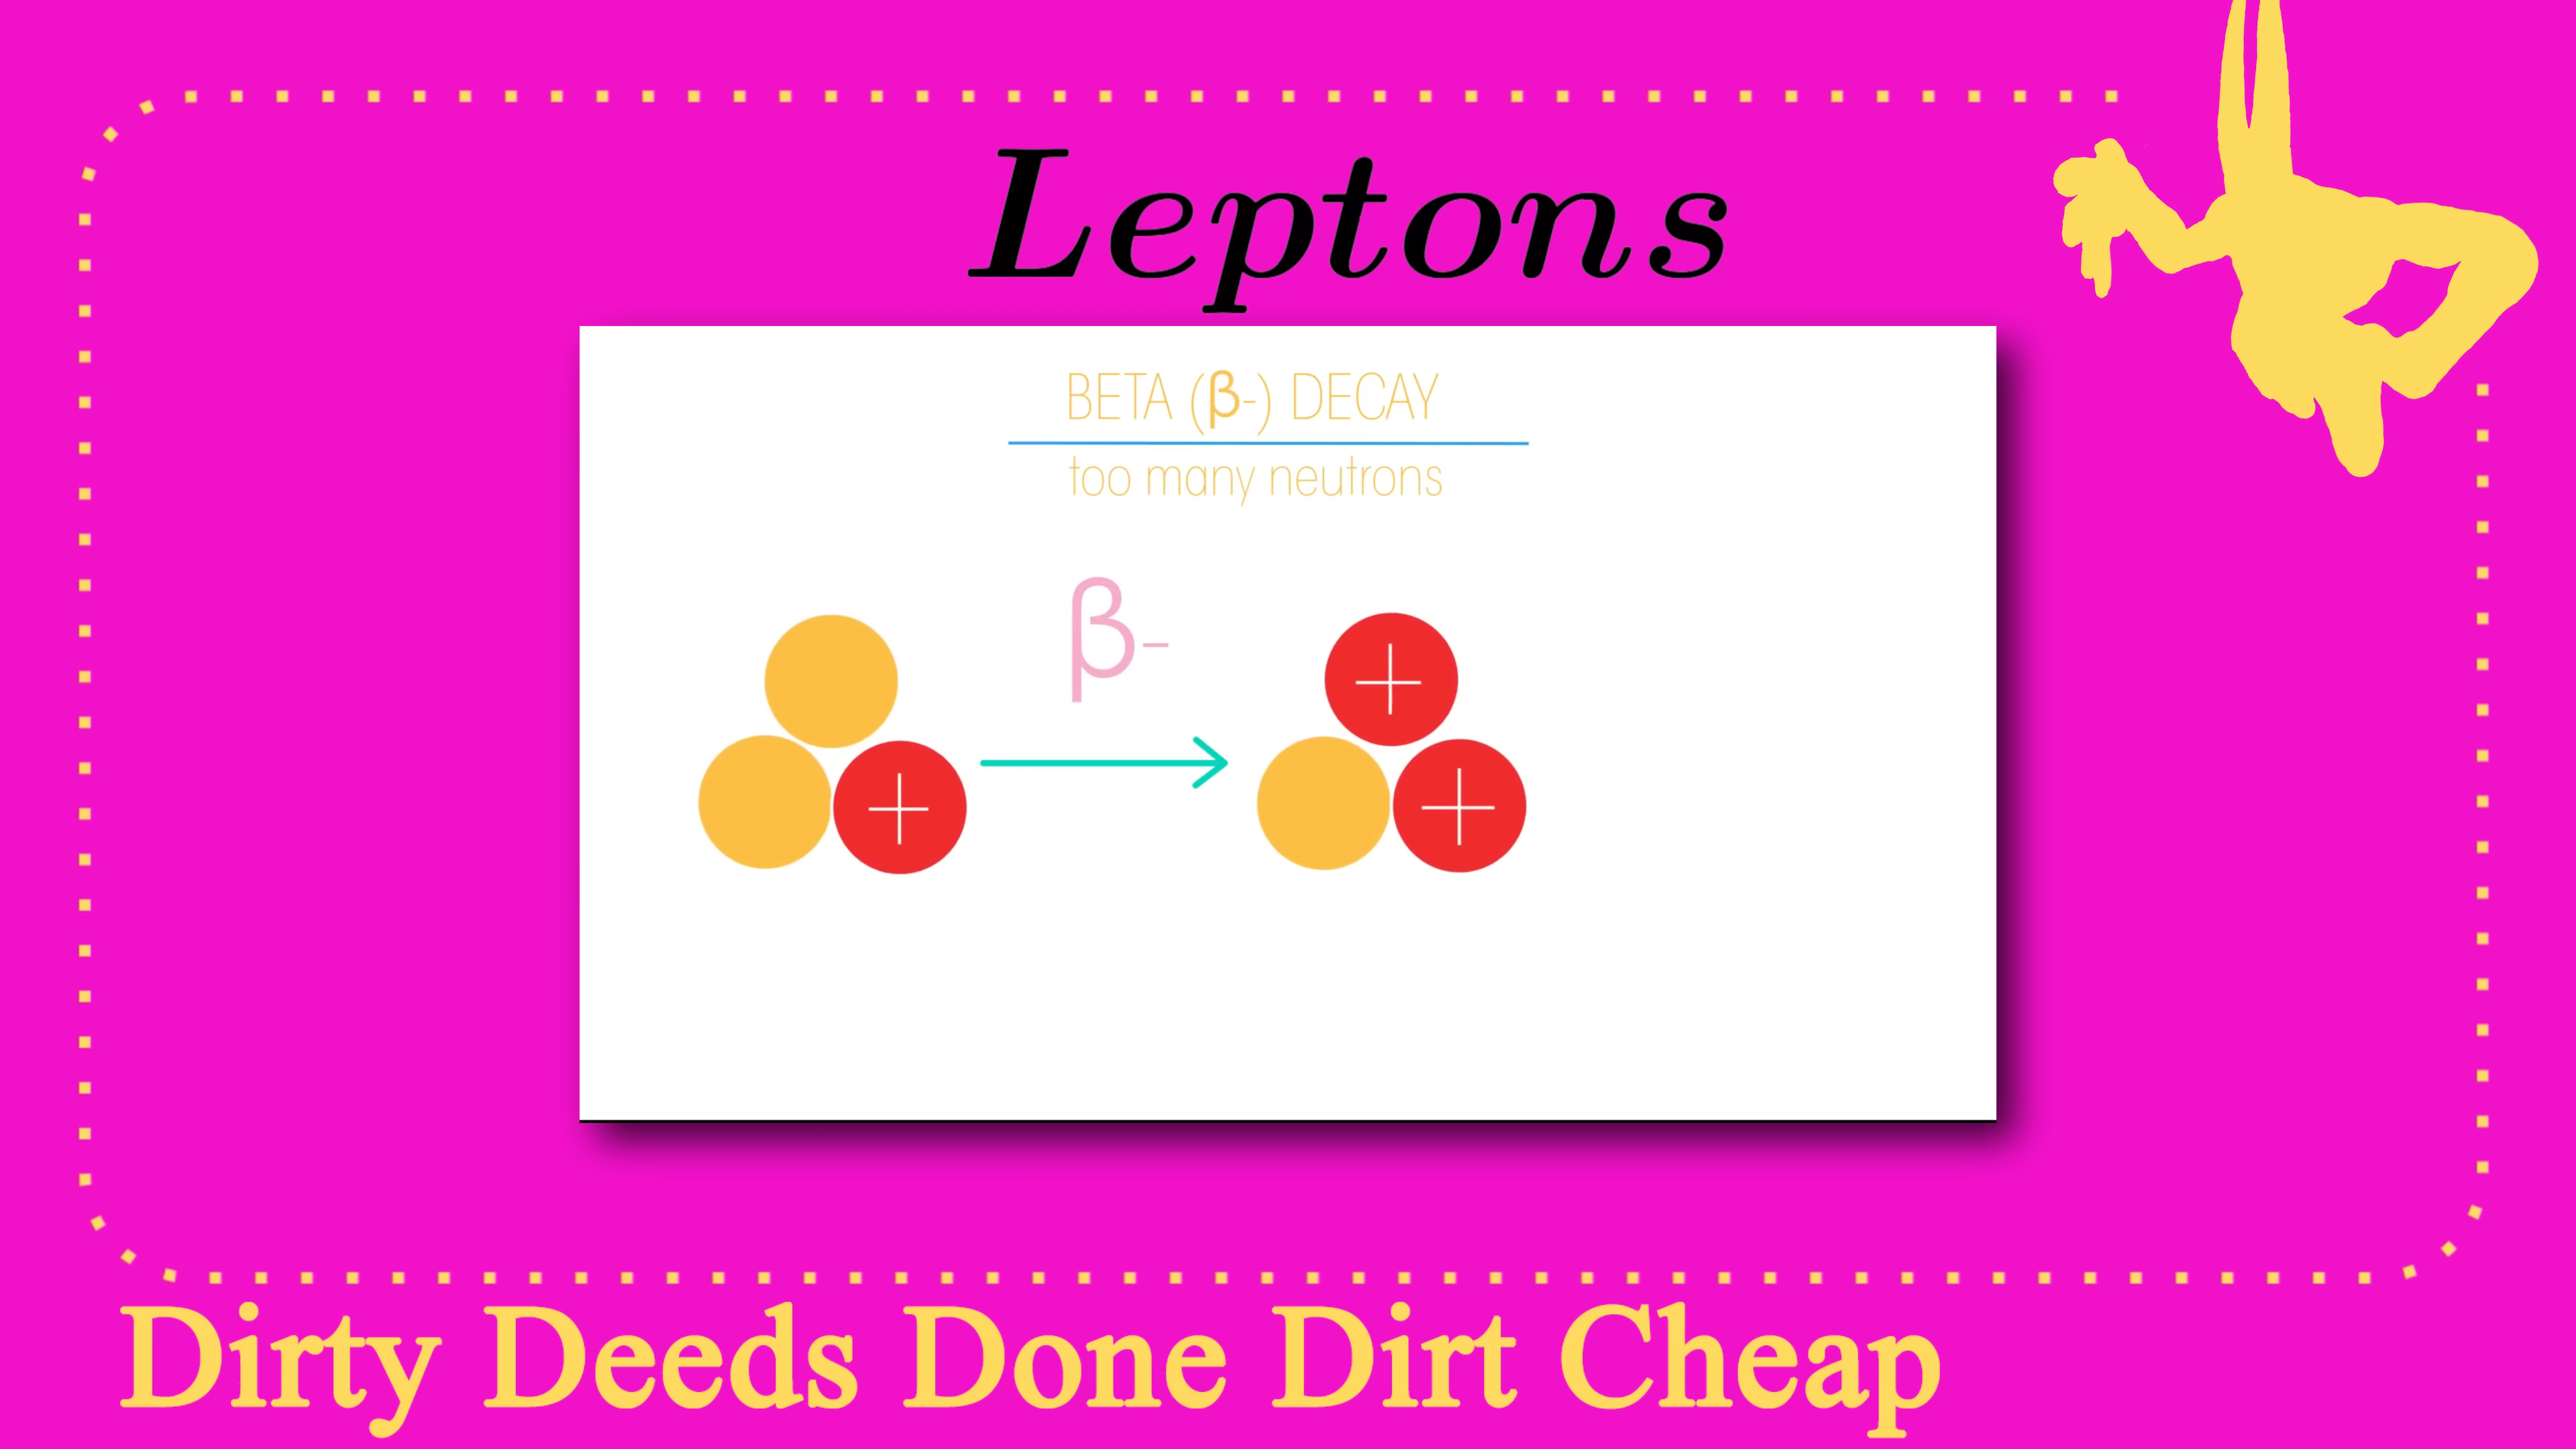 Leptons
BETA (β-) DECAY
too many neutrons
β-
+
+
+
Dirty Deeds Done Dirt Cheap